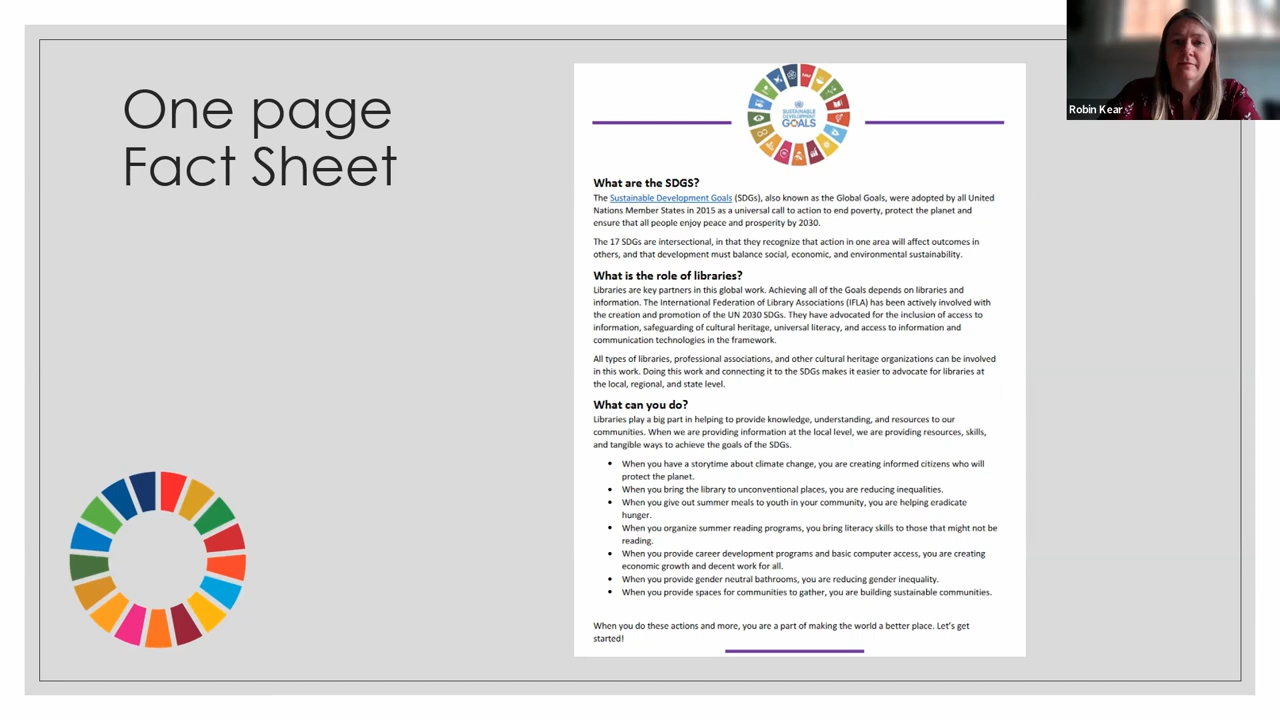 One page
Fact Sheet
SUSTAINABLE
DEVELOPMENT
GOALS
What are the SDGS?
The Sustainable Development Goals (SDGs), also known as the Global Goals, were adopted by all United
Nations Member States in 2015 as a universal call to action to end poverty, protect the planet and
ensure that all people enjoy peace and prosperity by 2030.
The 17 SDGs are intersectional, in that they recognize that action in one area will affect outcomes in
others, and that development must balance social, economic, and environmental sustainability.
What is the role of libraries?
Libraries are key partners in this global work. Achieving all of the Goals depends on libraries and
information. The International Federation of Library Associations (IFLA) has been actively involved with
the creation and promotion of the UN 2030 SDGs. They have advocated for the inclusion of access to
information, safeguarding of cultural heritage, universal literacy, and access to information and
communication technologies in the framework.
All types of libraries, professional associations, and other cultural heritage organizations can be involved
in this work. Doing this work and connecting it to the SDGs makes it easier to advocate for libraries at
the local, regional, and state level.
What can you do?
Libraries play a big part in helping to provide knowledge, understanding, and resources to our
communities. When we are providing information at the local level, we are providing resources, skills,
and tangible ways to achieve the goals of the SDGs.
• When you have a storytime about climate change, you are creating informed citizens who will
protect the planet.
• When you bring the library to unconventional places, you are reducing inequalities.
• When you give out summer meals to youth in your community, you are helping eradicate
hunger.
• When you organize summer reading programs, you bring literacy skills to those that might not be
reading.
• When you provide career development programs and basic computer access, you are creating
economic growth and decent work for all.
• When you provide gender neutral bathrooms, you are reducing gender inequality.
• When you provide spaces for communities to gather, you are building sustainable communities.
When you do these actions and more, you are a part of making the world a better place. Let's get
started!
Robin Kear